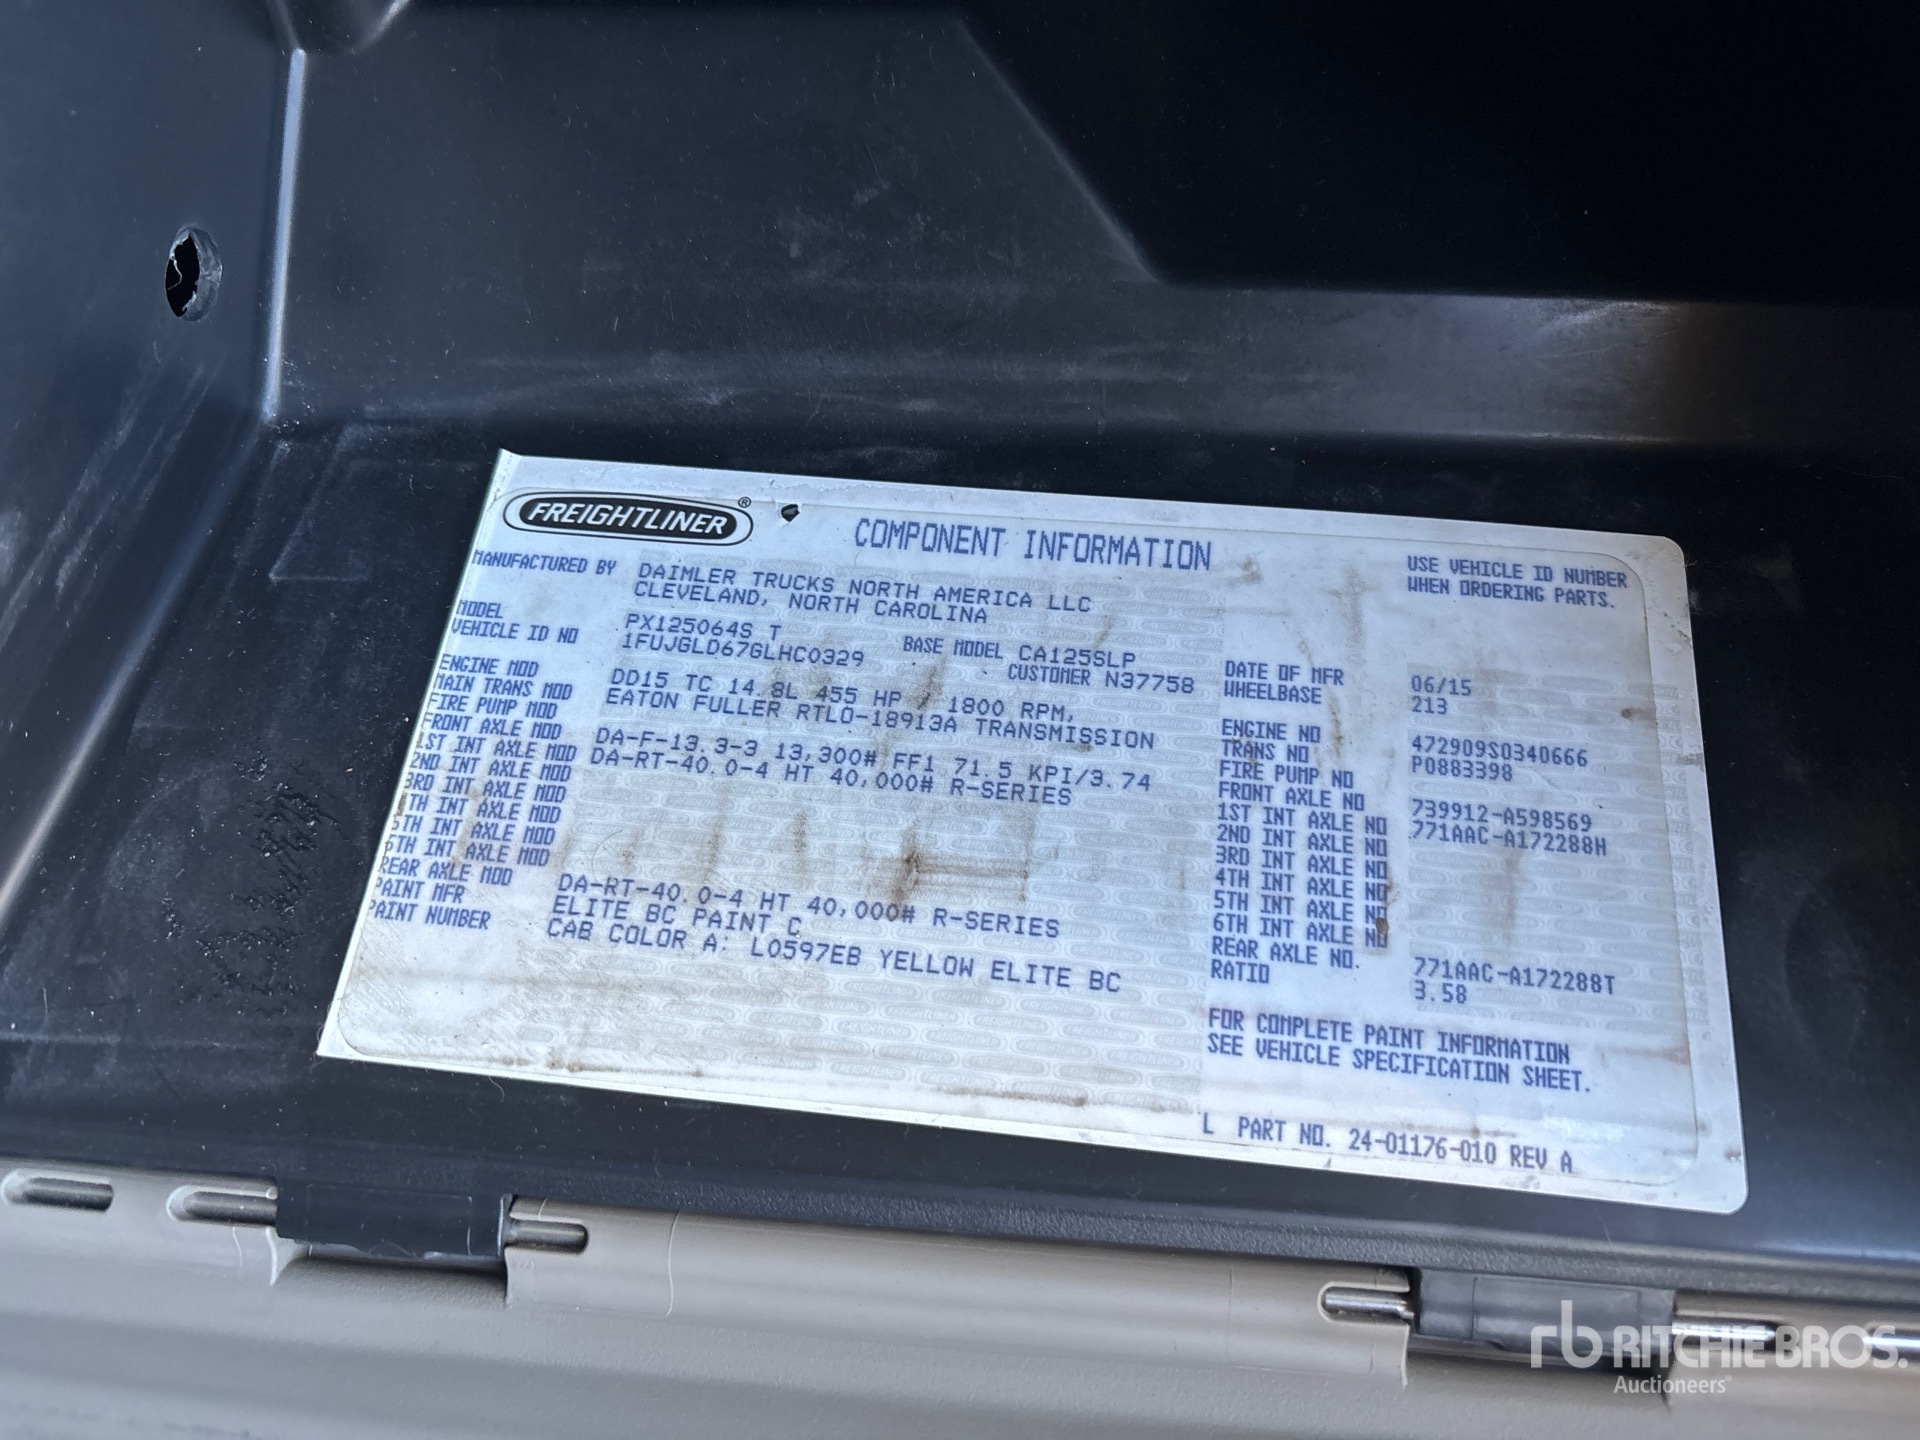 FREIGHTLINER®
COMPONENT INFORMATION
USE VEHICLE ID NUMBER
WHEN ORDERING PARTS.
MANUFACTURED BY DAIMLER TRUCKS NORTH AMERICA LLC
CLEVELAND, NORTH CAROLINA
MODEL PX125064S T BASE MODEL CA125SLP
VEHICLE ID NO 1FUJGLD67GLHC0329 CUSTOMER N37758
ENGINE MOD DD15 TC 14.8L 455 HP @ 1800 RPM,
MAIN TRANS MOD EATON FULLER RTLO-18913A TRANSMISSION
FIRE PUMP MOD
FRONT AXLE MOD DA-F-13.3-3 13,300# FF1 71.5 KPI/3.74
1ST INT AXLE MOD DA-RT-40.0-4 HT 40,000# R-SERIES
2ND INT AXLE MOD
3RD INT AXLE MOD
4TH INT AXLE MOD
5TH INT AXLE MOD
6TH INT AXLE MOD
REAR AXLE MOD DA-RT-40.0-4 HT 40,000# R-SERIES
PAINT MFR ELITE BC PAINT C
PAINT NUMBER CAB COLOR A: L0597EB YELLOW ELITE BC
DATE OF MFR 06/15
WHEELBASE 213
ENGINE NO 472909S0340666
TRANS NO P0883398
FIRE PUMP NO
FRONT AXLE NO 739912-A598569
1ST INT AXLE NO 771AAC-A172288H
2ND INT AXLE NO
3RD INT AXLE NO
4TH INT AXLE NO
5TH INT AXLE NO
6TH INT AXLE NO
REAR AXLE NO. 771AAC-A172288T
RATIO 3.58
FOR COMPLETE PAINT INFORMATION
SEE VEHICLE SPECIFICATION SHEET.
L PART NO. 24-01176-010 REV A
rb RITCHIE BROS.
Auctioneers